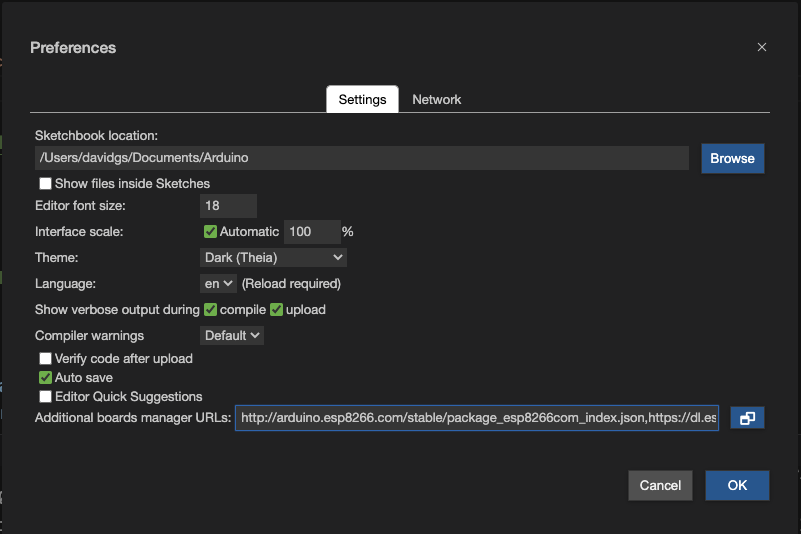 Preferences
Settings Network
Sketchbook location:
/Users/davidgs/Documents/Arduino
Browse
Show files inside Sketches
Editor font size: 18
Interface scale: Automatic 100 %
Theme: Dark (Theia)
Language: en (Reload required)
Show verbose output during compile upload
Compiler warnings Default
Verify code after upload
Auto save
Editor Quick Suggestions
Additional boards manager URLs: http://arduino.esp8266.com/stable/package_esp8266com_index.json,https://dl.es
Cancel OK